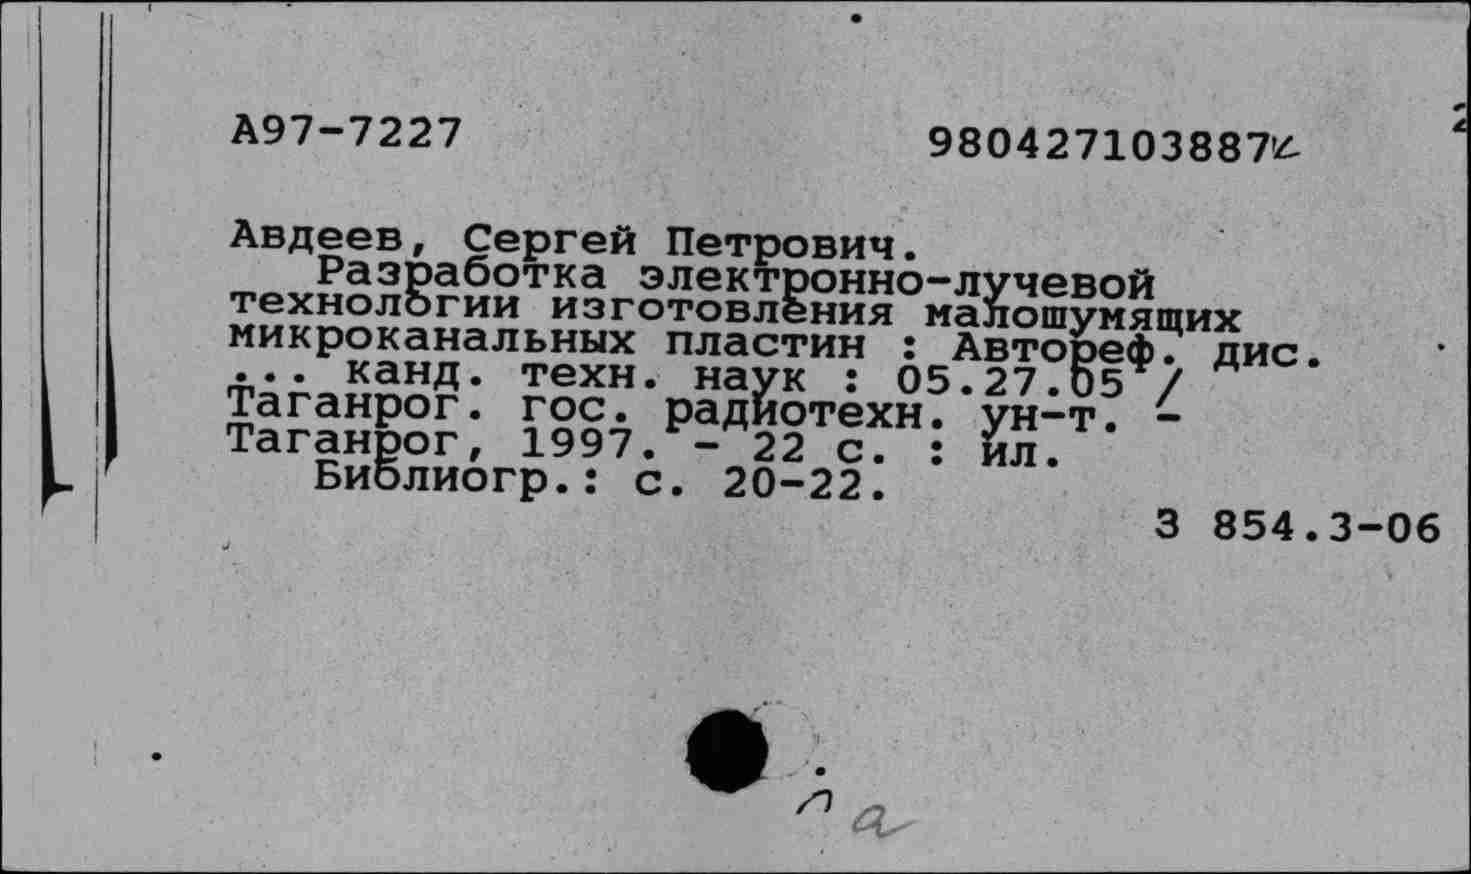 А97-7227
980427103887
Авдеев, Сергей Петрович.
Разработка электронно-лучевой
технологии изготовления малошумящих
микроканальных пластин : Автореф. дис.
... канд. техн. наук : 05.27.05 /
Таганрог. гос. радиотехн. ун-т. -
Таганрог, 1997. - 22 с. : ил.
Библиогр.: с. 20-22.
З 854.3-06